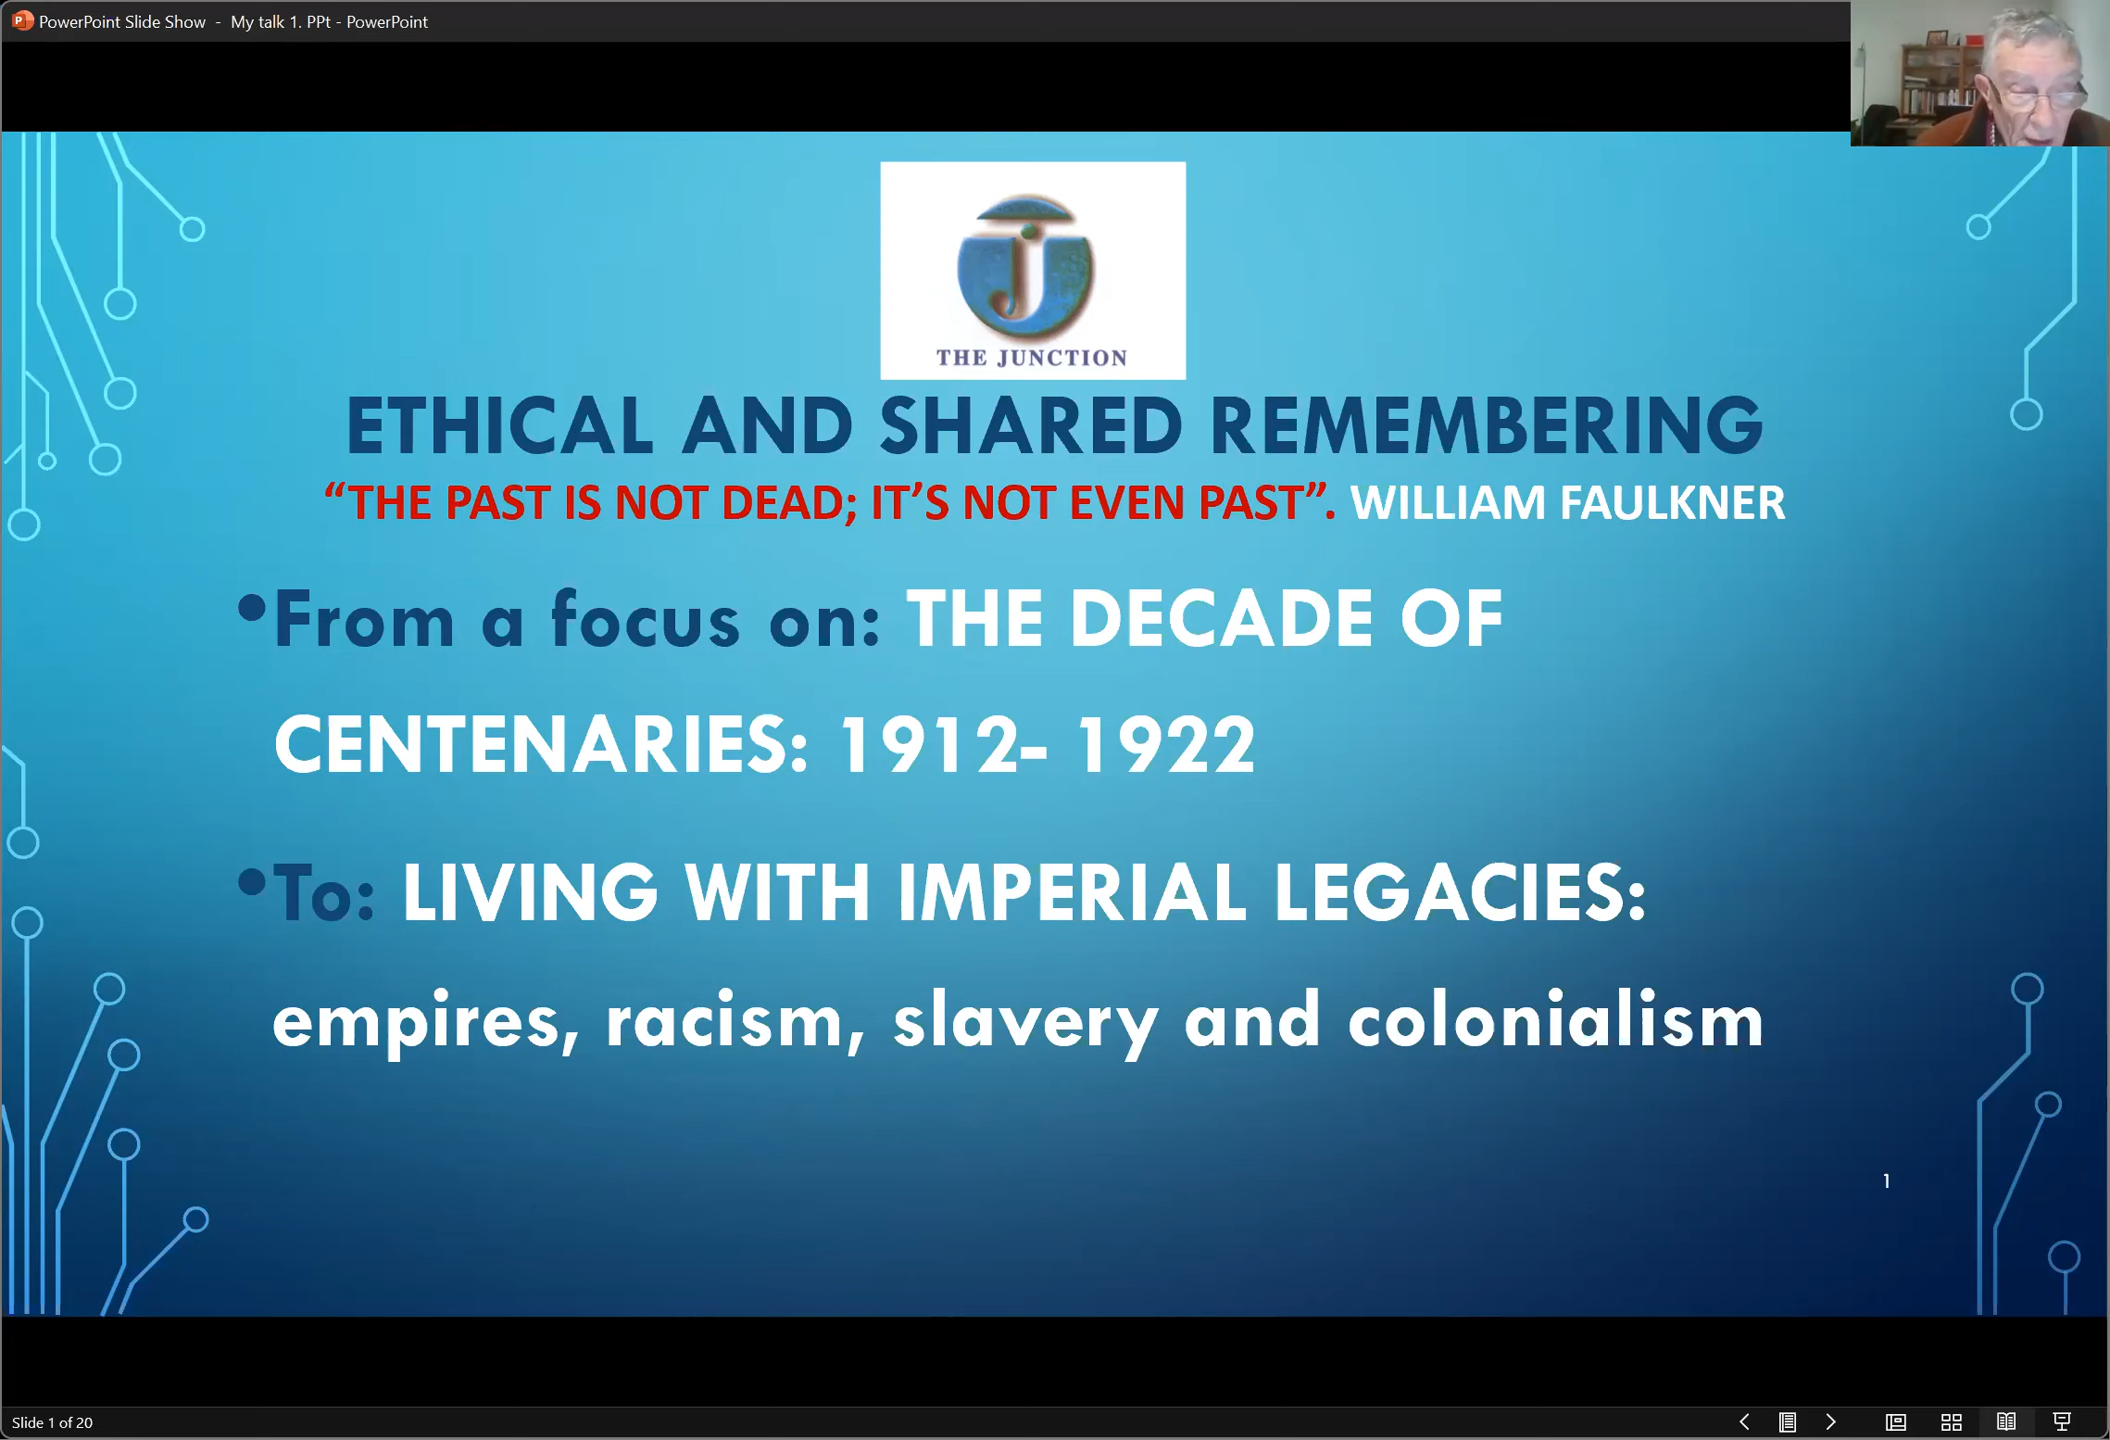 PowerPoint Slide Show - My talk 1. PPt - PowerPoint
THE JUNCTION
ETHICAL AND SHARED REMEMBERING
“THE PAST IS NOT DEAD; IT’S NOT EVEN PAST”. WILLIAM FAULKNER
•From a focus on: THE DECADE OF
CENTENARIES: 1912- 1922
•To: LIVING WITH IMPERIAL LEGACIES:
empires, racism, slavery and colonialism
1
Slide 1 of 20